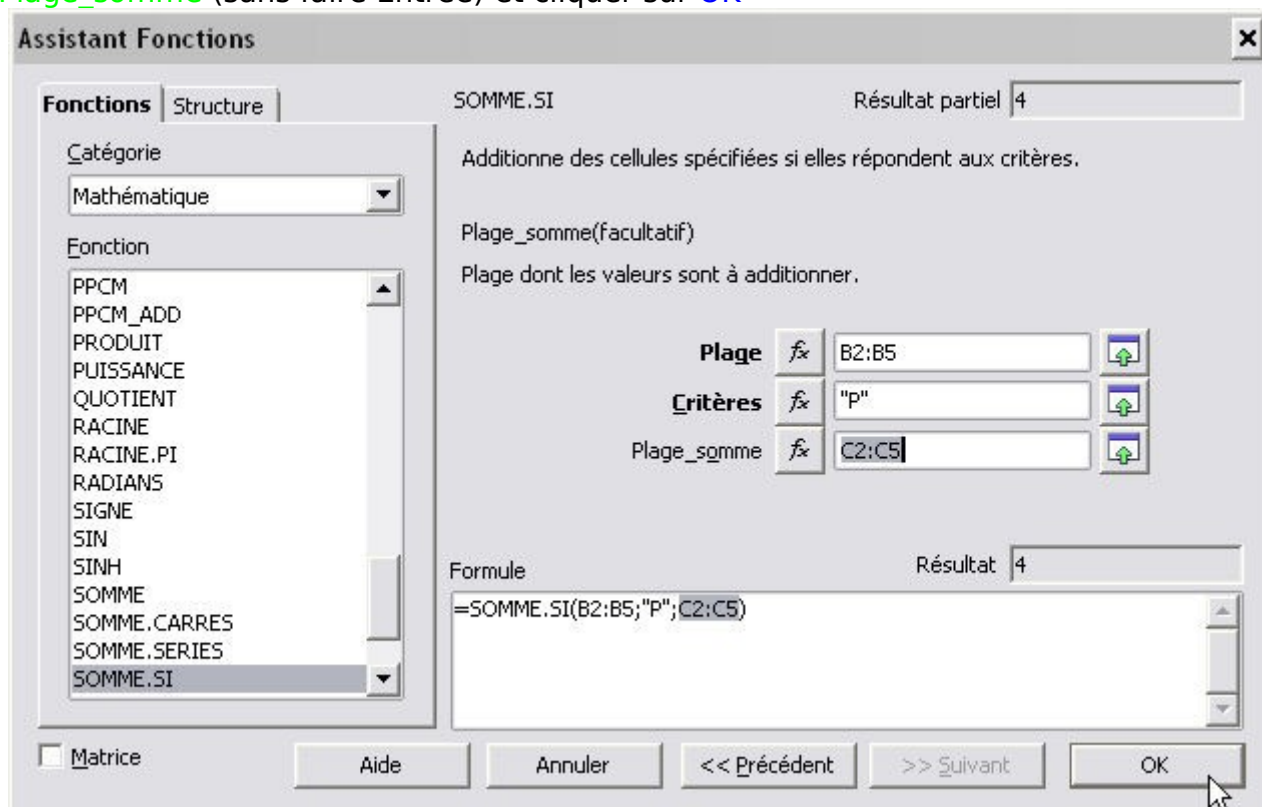 Plage_somme (sans faire Entrée) et cliquer sur OK
Assistant Fonctions
Fonctions Structure
SOMME.SI
Résultat partiel 4
Catégorie
Mathématique
Additionne des cellules spécifiées si elles répondent aux critères.
Fonction
Plage_somme(facultatif)
Plage dont les valeurs sont à additionner.
PPCM
PPCM_ADD
PRODUIT
PUISSANCE
QUOTIENT
RACINE
RACINE.PI
RADIANS
SIGNE
SIN
SINH
SOMME
SOMME.CARRES
SOMME.SERIES
SOMME.SI
Plage fx B2:B5
Critères fx "P"
Plage_somme fx C2:C5
Résultat 4
Formule
=SOMME.SI(B2:B5;"P";C2:C5)
Matrice
Aide
Annuler
<< Précédent
>> Suivant
OK